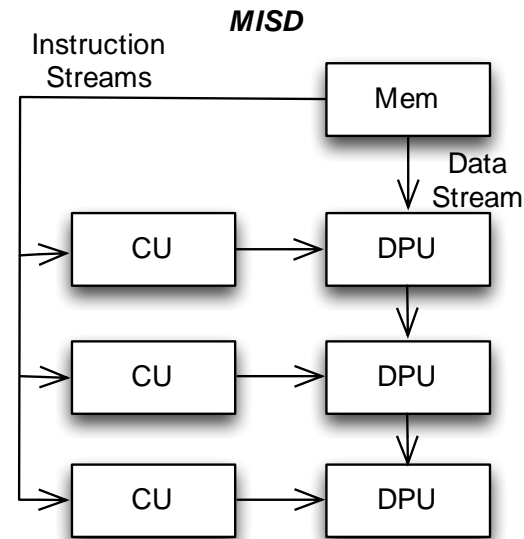 MISD
Instruction
Streams
Mem
Data
Stream
CU
DPU
CU
DPU
CU
DPU